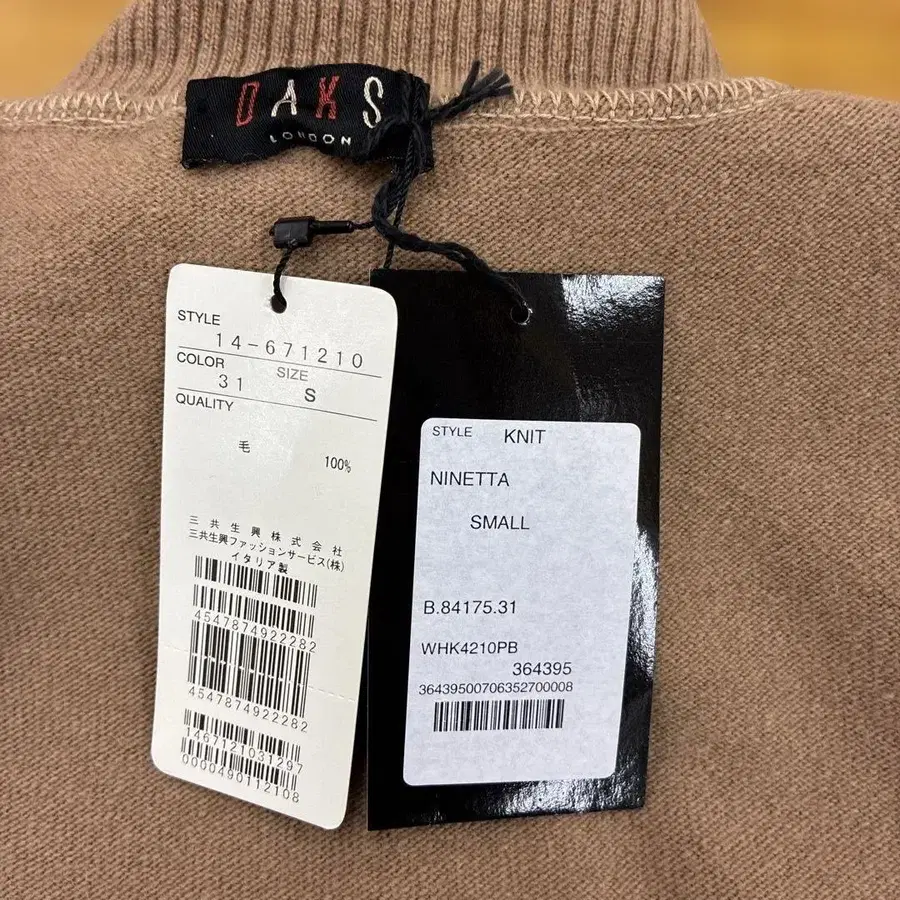 DAKS
LONDON
STYLE
14-671210
COLOR SIZE
31 S
QUALITY
毛 100%
三共生興株式会社
三共生興ファッションサービス(株)
イタリア製
4547874922282
4547874922282
1467121031297
0000490112108
STYLE KNIT
NINETTA
SMALL
B.84175.31
WHK4210PB
364395
36439500706352700008